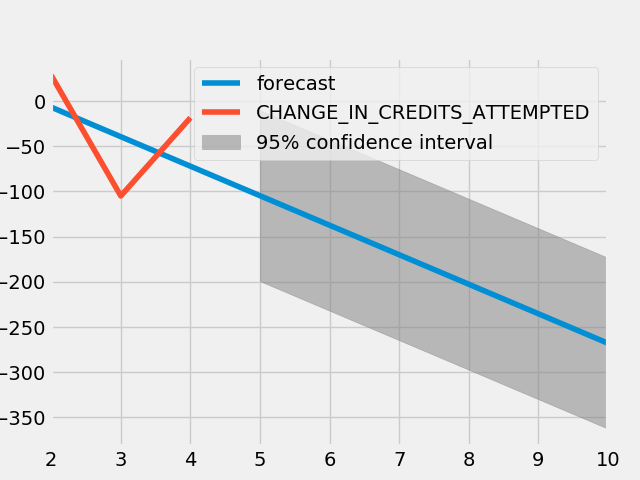 forecast
CHANGE_IN_CREDITS_ATTEMPTED
95% confidence interval
0
−50
−100
−150
−200
−250
−300
−350
2 3 4 5 6 7 8 9 10